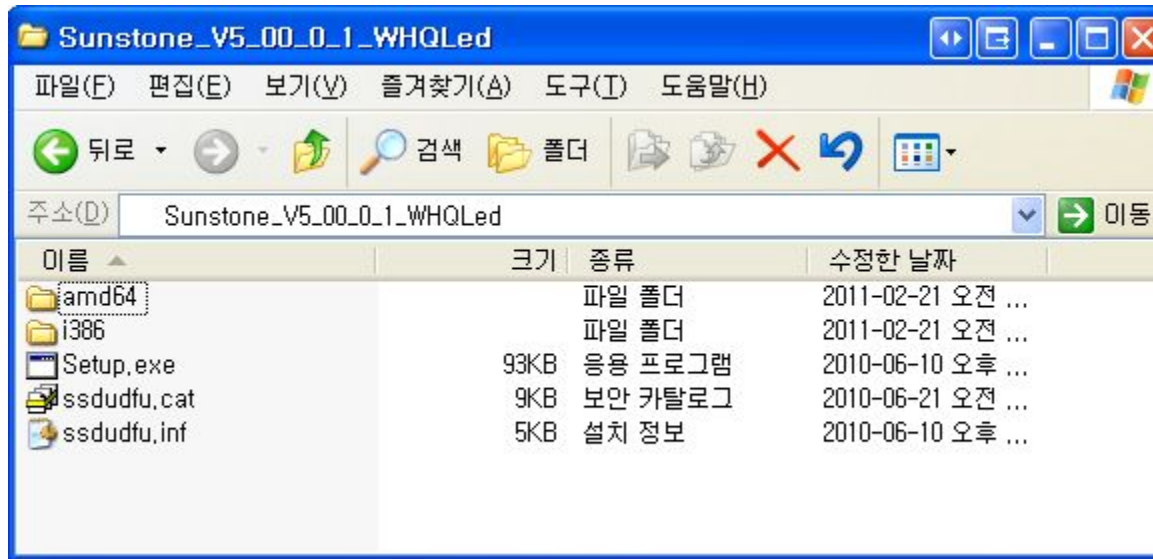 Sunstone_V5_00_0_1_WHQLed
파일(F) 편집(E) 보기(V) 즐겨찾기(A) 도구(T) 도움말(H)
뒤로 검색 폴더
주소(D) Sunstone_V5_00_0_1_WHQLed 이동
이름 크기 종류 수정한 날짜
amd64 파일 폴더 2011-02-21 오전 ...
i386 파일 폴더 2011-02-21 오전 ...
Setup.exe 93KB 응용 프로그램 2010-06-10 오후 ...
ssdudfu.cat 9KB 보안 카탈로그 2010-06-21 오전 ...
ssdudfu.inf 5KB 설치 정보 2010-06-10 오후 ...